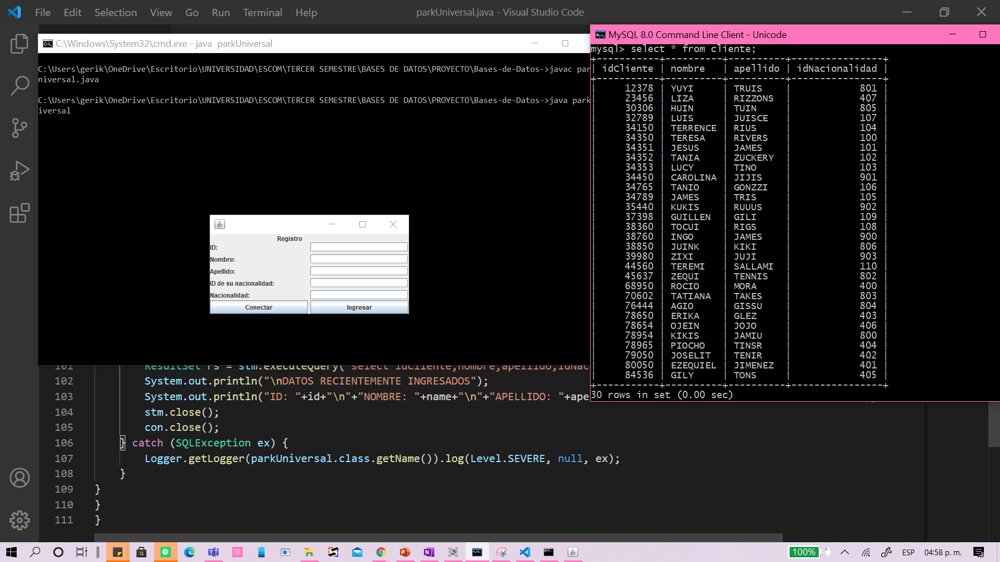 File Edit Selection View Go Run Terminal Help
parkUniversal.java - Visual Studio Code
C:\Windows\System32\cmd.exe - java parkUniversal
C:\Users\gerik\OneDrive\Escritorio\UNIVERSIDAD\ESCOM\TERCER SEMESTRE\BASES DE DATOS\PROYECTO\Bases-de-Datos->javac par
niversal.java
C:\Users\gerik\OneDrive\Escritorio\UNIVERSIDAD\ESCOM\TERCER SEMESTRE\BASES DE DATOS\PROYECTO\Bases-de-Datos->java park
iversal
Registro
ID:
Nombre:
Apellido:
ID de su nacionalidad:
Nacionalidad:
Conectar Ingresar
MySQL 8.0 Command Line Client - Unicode
mysql> select * from cliente;
+-----------+----------+----------+----------------+
| idCliente | nombre | apellido | idNacionalidad |
+-----------+----------+----------+----------------+
| 12378 | YUYI | TRUIS | 801 |
| 23456 | LIZA | RIZZONS | 407 |
| 30306 | HUIN | TUIN | 805 |
| 32789 | LUIS | JUISCE | 107 |
| 34150 | TERRENCE | RIUS | 104 |
| 34350 | TERESA | RIVERS | 100 |
| 34351 | JESUS | JAMES | 101 |
| 34352 | TANIA | ZUCKERY | 102 |
| 34353 | LUCY | TINO | 103 |
| 34450 | CAROLINA | JIJIS | 901 |
| 34765 | TANIO | GONZZI | 106 |
| 34789 | JAMES | TRIS | 105 |
| 35440 | KUKIS | RUUUS | 902 |
| 37398 | GUILLEN | GILI | 109 |
| 38360 | TOCUI | RIGS | 108 |
| 38760 | INGO | JAMES | 900 |
| 38850 | JUINK | KIKI | 806 |
| 39980 | ZIXI | JUJI | 903 |
| 44560 | TEREMI | SALLAMI | 110 |
| 45637 | ZEQUI | TENNIS | 802 |
| 68950 | ROCIO | MORA | 400 |
| 70602 | TATIANA | TAKES | 803 |
| 76444 | AGIO | GISSU | 804 |
| 78650 | ERIKA | GLEZ | 403 |
| 78654 | OJEIN | JOJO | 406 |
| 78954 | KIKIS | JAMIU | 800 |
| 78965 | PIOCHO | TINSR | 404 |
| 79050 | JOSELIT | TENIR | 402 |
| 80050 | EZEQUIEL | JIMENEZ | 401 |
| 84536 | GILY | TONS | 405 |
+-----------+----------+----------+----------------+
30 rows in set (0.00 sec)
101 ResultSet rs = stm.executeQuery("select idCliente,nombre,apellido,idNac
102 System.out.println("\nDATOS RECIENTEMENTE INGRESADOS");
103 System.out.println("ID: "+id+"\n"+"NOMBRE: "+name+"\n"+"APELLIDO: "+ape
104 stm.close();
105 con.close();
106 } catch (SQLException ex) {
107 Logger.getLogger(parkUniversal.class.getName()).log(Level.SEVERE, null, ex);
108 }
109 }
110 }
111 }
100% ESP 04:58 p. m.